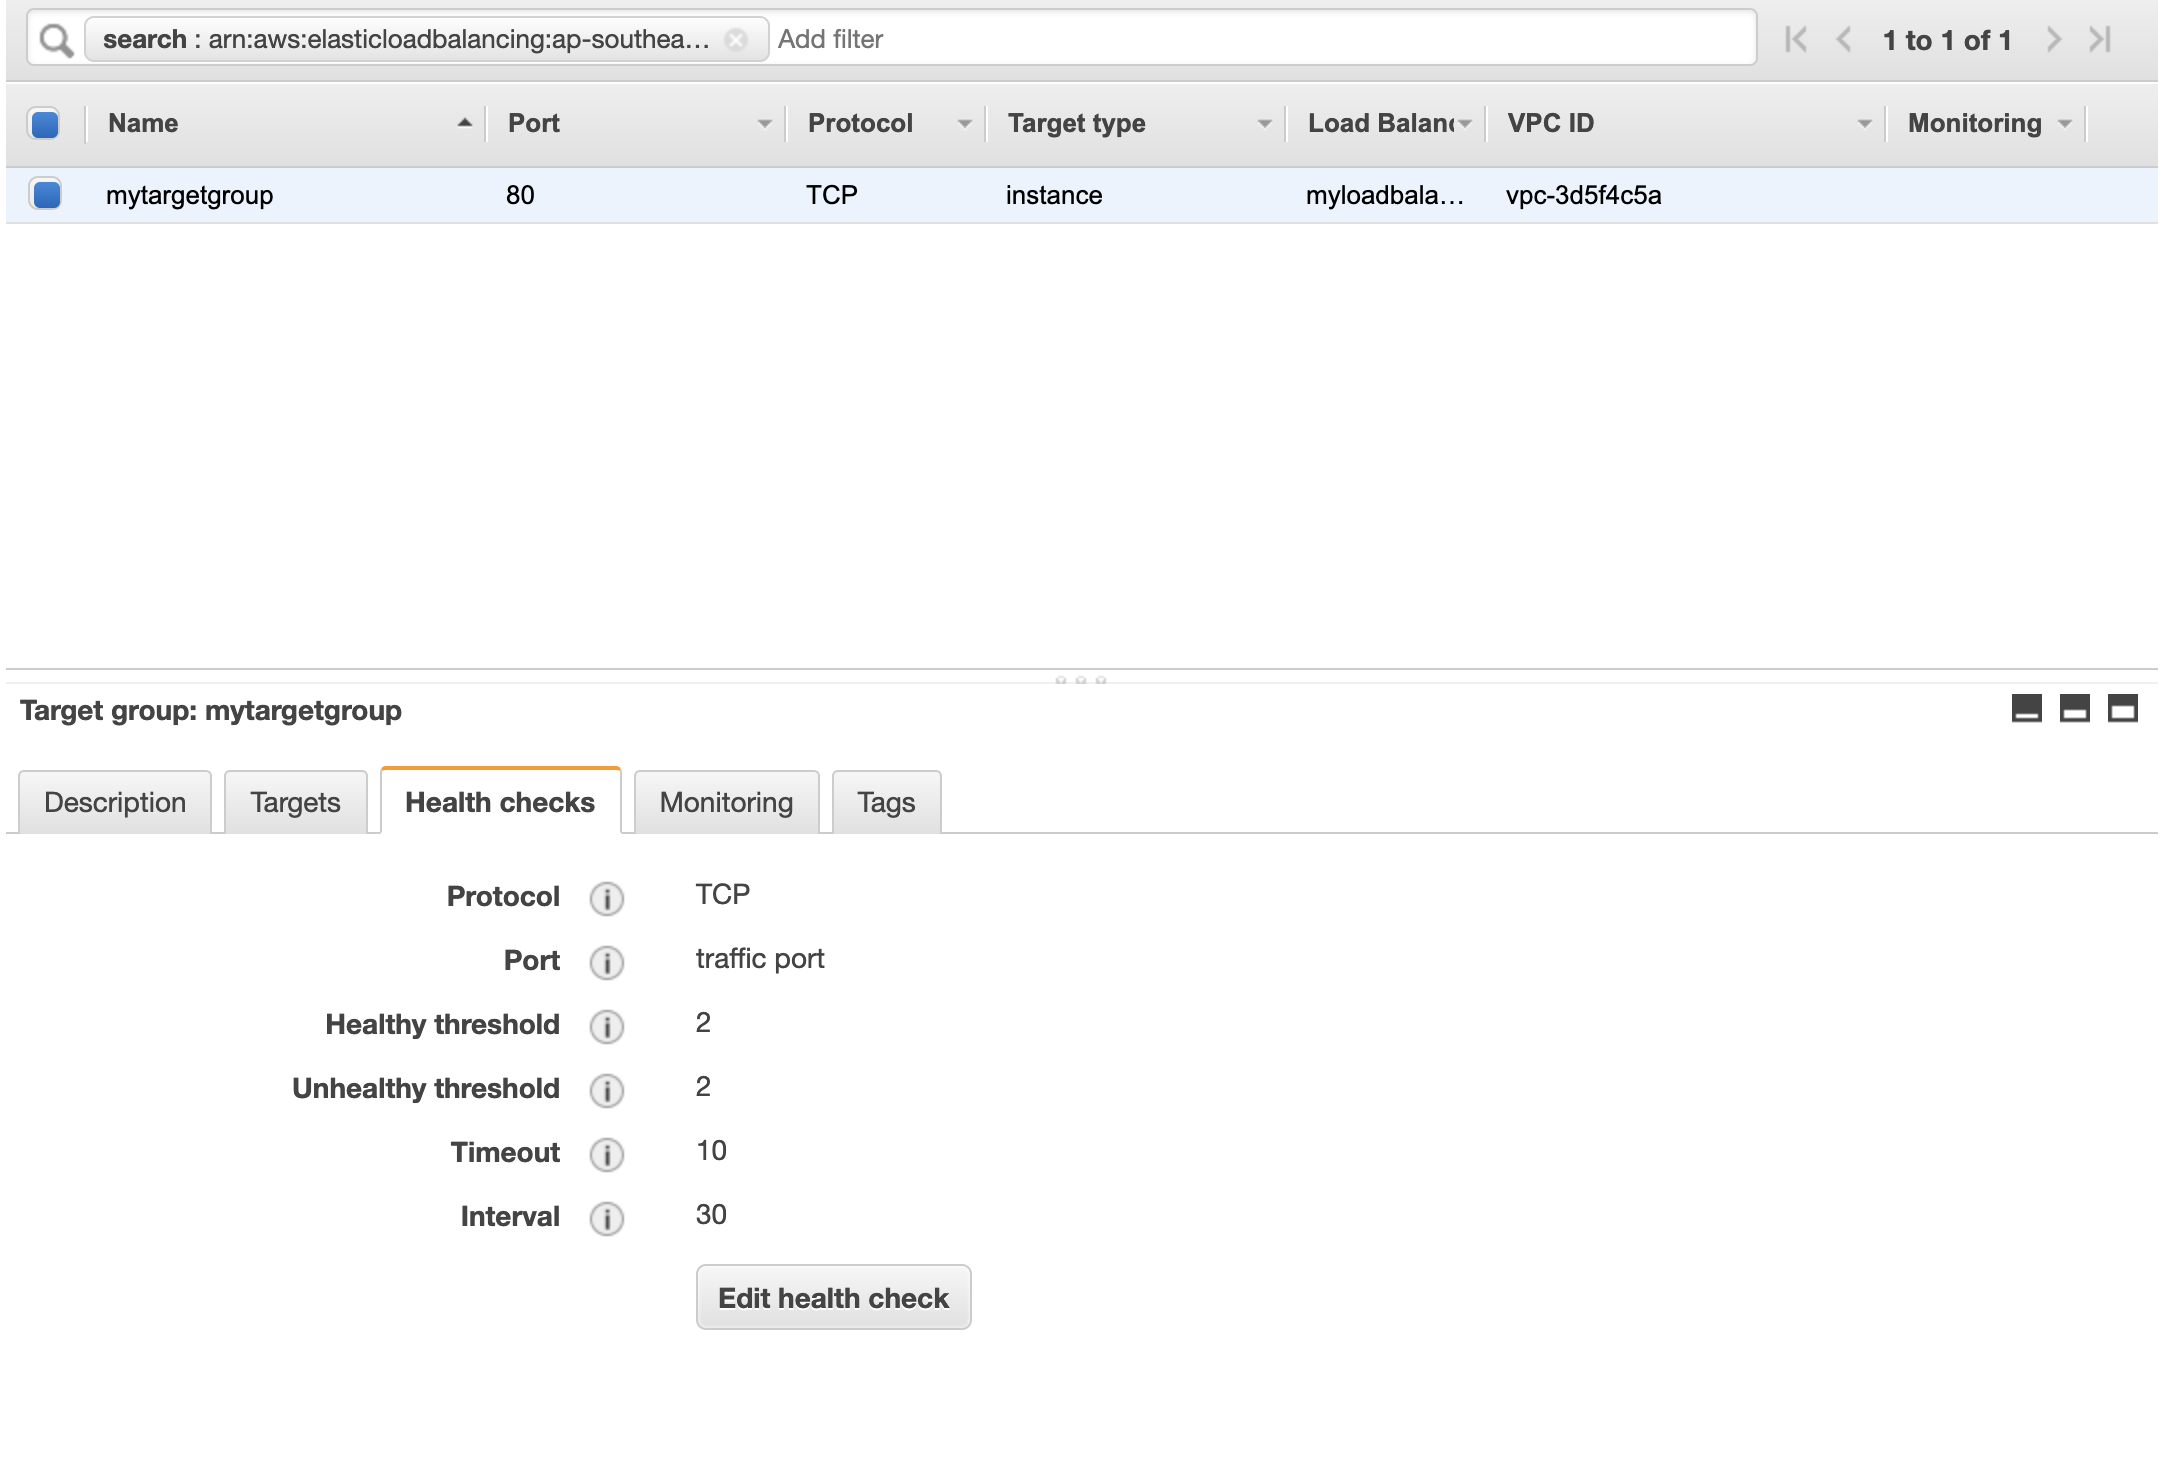 search : arn:aws:elasticloadbalancing:ap-southea... Add filter 1 to 1 of 1
Name Port Protocol Target type Load Balanc VPC ID Monitoring
mytargetgroup 80 TCP instance myloadbala... vpc-3d5f4c5a
Target group: mytargetgroup
Description Targets Health checks Monitoring Tags
Protocol TCP
Port traffic port
Healthy threshold 2
Unhealthy threshold 2
Timeout 10
Interval 30
Edit health check